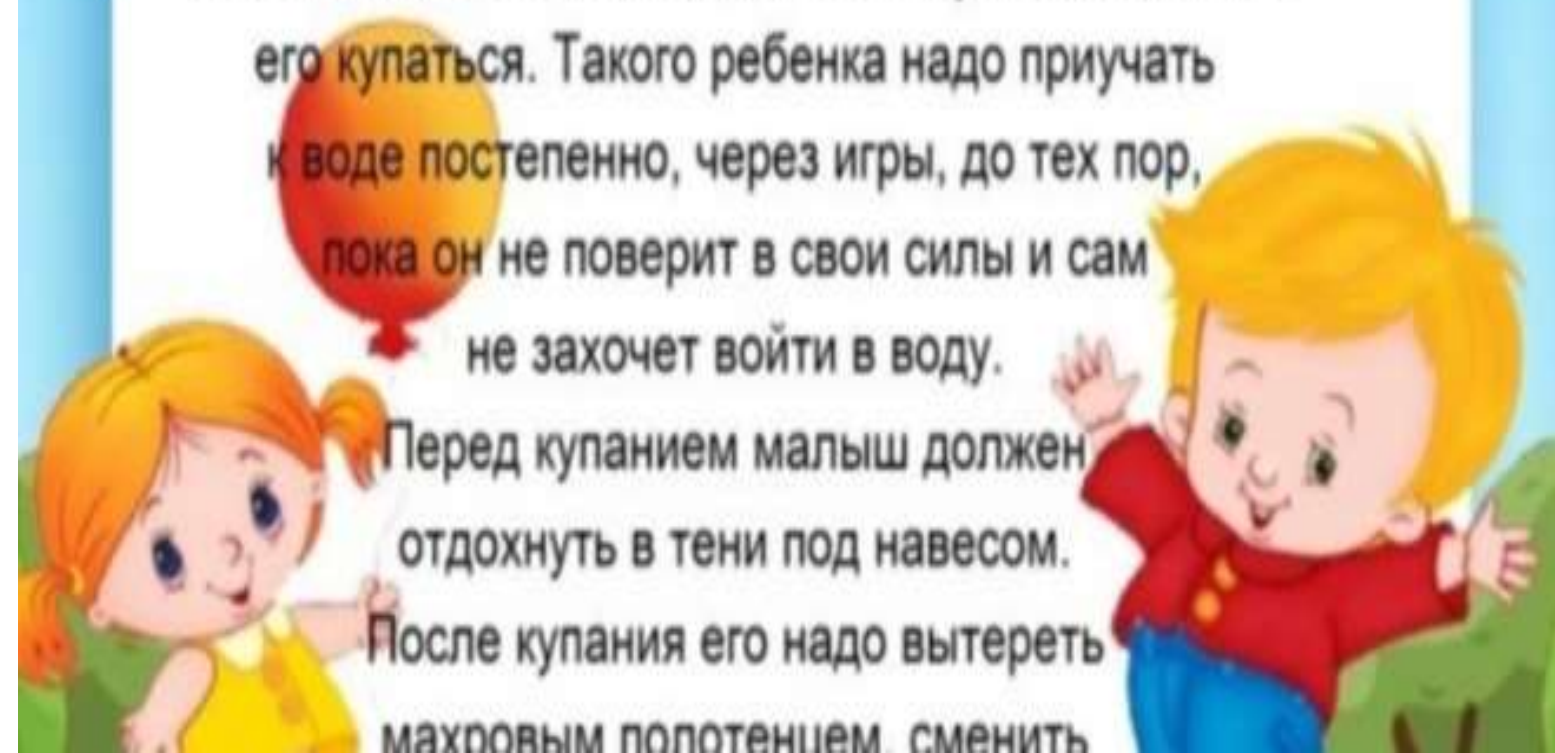 его купаться. Такого ребенка надо приучать
к воде постепенно, через игры, до тех пор,
пока он не поверит в свои силы и сам
не захочет войти в воду.
Перед купанием малыш должен
отдохнуть в тени под навесом.
После купания его надо вытереть
махровым полотенцем, сменить